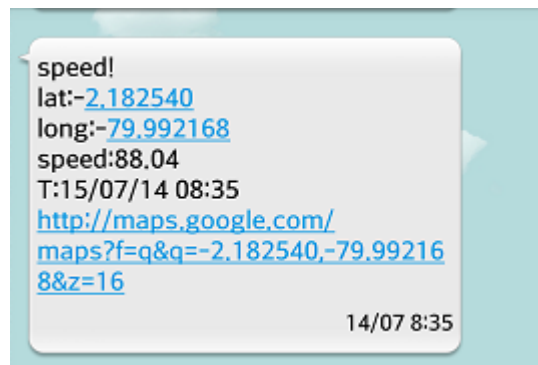 speed!
lat:-2.182540
long:-79.992168
speed:88.04
T:15/07/14 08:35
http://maps.google.com/
maps?f=q&q=-2.182540,-79.99216
8&z=16
14/07 8:35